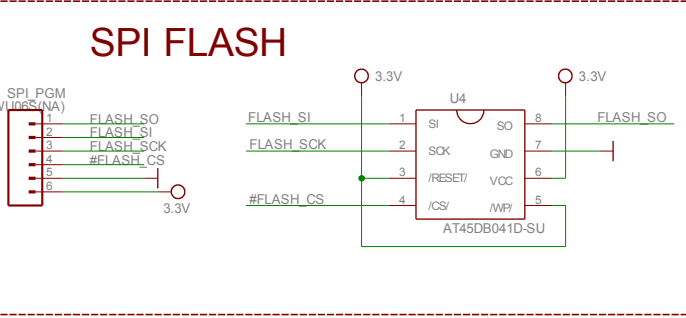 SPI FLASH
SPI_PGM
WU06S(NA)
1 FLASH_SO
2 FLASH_SI
3 FLASH_SCK
4 #FLASH_CS
5
6
3.3V
3.3V
3.3V
U4
FLASH_SI 1 SI SO 8 FLASH_SO
FLASH_SCK 2 SCK GND 7
3 /RESET/ VCC 6
#FLASH_CS 4 /CS/ /WP/ 5
AT45DB041D-SU